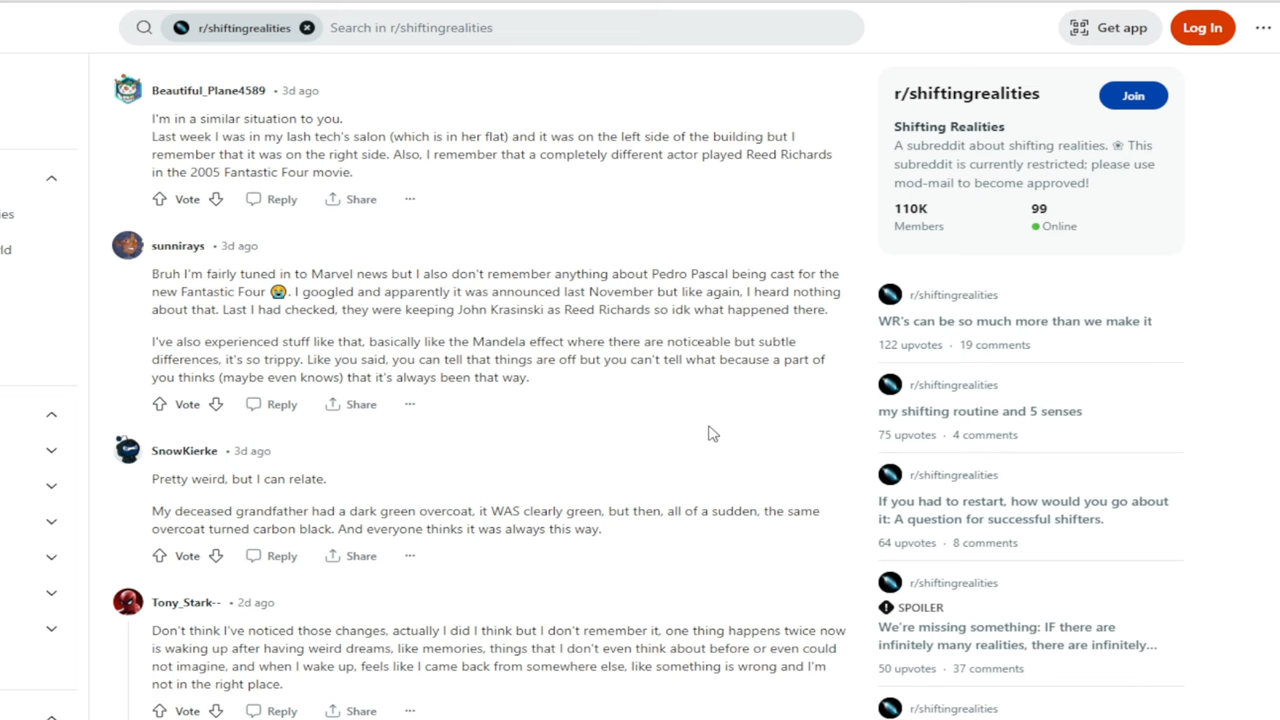 r/shiftingrealities
Search in r/shiftingrealities
Get app
Log In
Beautiful_Plane4589 • 3d ago
I'm in a similar situation to you.
Last week I was in my lash tech's salon (which is in her flat) and it was on the left side of the building but I
remember that it was on the right side. Also, I remember that a completely different actor played Reed Richards
in the 2005 Fantastic Four movie.
Vote Reply Share
sunnirays • 3d ago
Bruh I'm fairly tuned in to Marvel news but I also don't remember anything about Pedro Pascal being cast for the
new Fantastic Four 😭. I googled and apparently it was announced last November but like again, I heard nothing
about that. Last I had checked, they were keeping John Krasinski as Reed Richards so idk what happened there.
I've also experienced stuff like that, basically like the Mandela effect where there are noticeable but subtle
differences, it's so trippy. Like you said, you can tell that things are off but you can't tell what because a part of
you thinks (maybe even knows) that it's always been that way.
Vote Reply Share
SnowKierke • 3d ago
Pretty weird, but I can relate.
My deceased grandfather had a dark green overcoat, it WAS clearly green, but then, all of a sudden, the same
overcoat turned carbon black. And everyone thinks it was always this way.
Vote Reply Share
Tony_Stark-- • 2d ago
Don't think I've noticed those changes, actually I did I think but I don't remember it, one thing happens twice now
is waking up after having weird dreams, like memories, things that I don't even think about before or even could
not imagine, and when I wake up, feels like I came back from somewhere else, like something is wrong and I'm
not in the right place.
Vote Reply Share
ies
ld
r/shiftingrealities
Join
Shifting Realities
A subreddit about shifting realities. ❀ This
subreddit is currently restricted; please use
mod-mail to become approved!
110K 99
Members Online
r/shiftingrealities
WR's can be so much more than we make it
122 upvotes · 19 comments
r/shiftingrealities
my shifting routine and 5 senses
75 upvotes · 4 comments
r/shiftingrealities
If you had to restart, how would you go about
it: A question for successful shifters.
64 upvotes · 8 comments
r/shiftingrealities
SPOILER
We're missing something: IF there are
infinitely many realities, there are infinitely...
50 upvotes · 37 comments
r/shiftingrealities